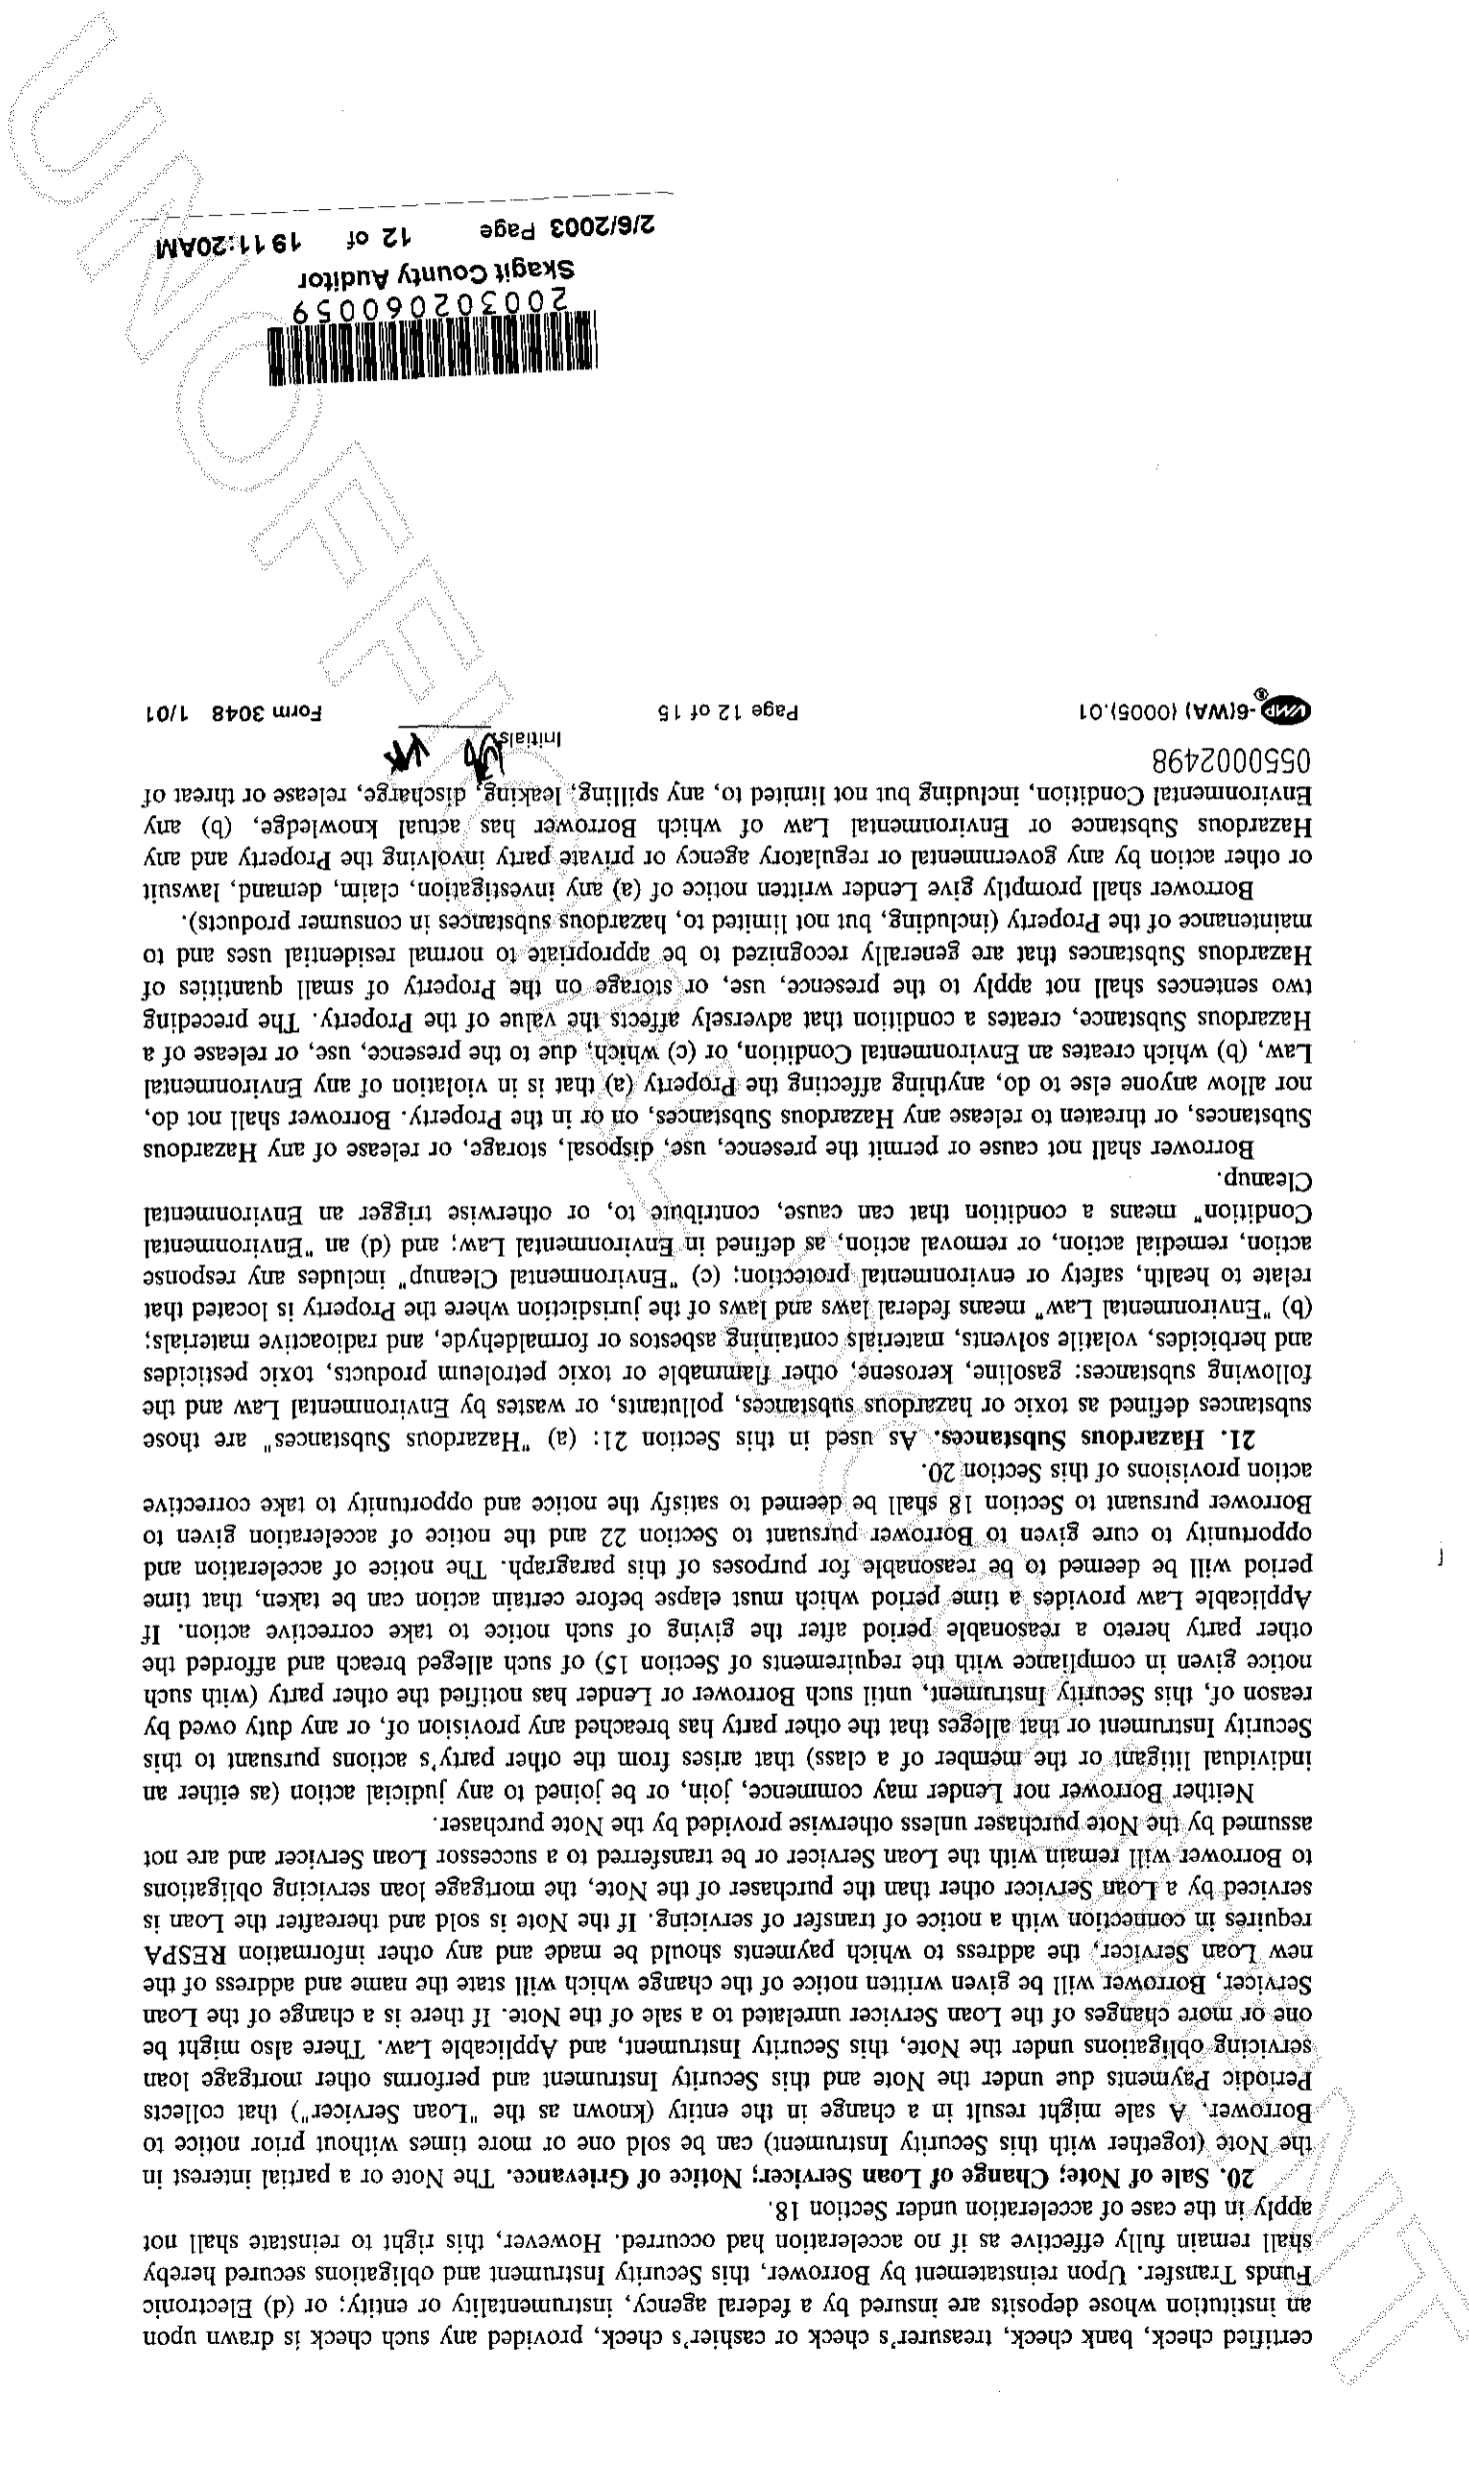 certified check, bank check, treasurer's check or cashier's check, provided any such check is drawn upon
an institution whose deposits are insured by a federal agency, instrumentality or entity; or (d) Electronic
Funds Transfer. Upon reinstatement by Borrower, this Security Instrument and obligations secured hereby
shall remain fully effective as if no acceleration had occurred. However, this right to reinstate shall not
apply in the case of acceleration under Section 18.
20. Sale of Note; Change of Loan Servicer; Notice of Grievance. The Note or a partial interest in
the Note (together with this Security Instrument) can be sold one or more times without prior notice to
Borrower. A sale might result in a change in the entity (known as the "Loan Servicer") that collects
Periodic Payments due under the Note and this Security Instrument and performs other mortgage loan
servicing obligations under the Note, this Security Instrument, and Applicable Law. There also might be
one or more changes of the Loan Servicer unrelated to a sale of the Note. If there is a change of the Loan
Servicer, Borrower will be given written notice of the change which will state the name and address of the
new Loan Servicer, the address to which payments should be made and any other information RESPA
requires in connection with a notice of transfer of servicing. If the Note is sold and thereafter the Loan is
serviced by a Loan Servicer other than the purchaser of the Note, the mortgage loan servicing obligations
to Borrower will remain with the Loan Servicer or be transferred to a successor Loan Servicer and are not
assumed by the Note purchaser unless otherwise provided by the Note purchaser.
Neither Borrower nor Lender may commence, join, or be joined to any judicial action (as either an
individual litigant or the member of a class) that arises from the other party's actions pursuant to this
Security Instrument or that alleges that the other party has breached any provision of, or any duty owed by
reason of, this Security Instrument, until such Borrower or Lender has notified the other party (with such
notice given in compliance with the requirements of Section 15) of such alleged breach and afforded the
other party hereto a reasonable period after the giving of such notice to take corrective action. If
Applicable Law provides a time period which must elapse before certain action can be taken, that time
period will be deemed to be reasonable for purposes of this paragraph. The notice of acceleration and
opportunity to cure given to Borrower pursuant to Section 22 and the notice of acceleration given to
Borrower pursuant to Section 18 shall be deemed to satisfy the notice and opportunity to take corrective
action provisions of this Section 20.
21. Hazardous Substances. As used in this Section 21: (a) "Hazardous Substances" are those
substances defined as toxic or hazardous substances, pollutants, or wastes by Environmental Law and the
following substances: gasoline, kerosene, other flammable or toxic petroleum products, toxic pesticides
and herbicides, volatile solvents, materials containing asbestos or formaldehyde, and radioactive materials;
(b) "Environmental Law" means federal laws and laws of the jurisdiction where the Property is located that
relate to health, safety or environmental protection; (c) "Environmental Cleanup" includes any response
action, remedial action, or removal action, as defined in Environmental Law; and (d) an "Environmental
Condition" means a condition that can cause, contribute to, or otherwise trigger an Environmental
Cleanup.
Borrower shall not cause or permit the presence, use, disposal, storage, or release of any Hazardous
Substances, or threaten to release any Hazardous Substances, on or in the Property. Borrower shall not do,
nor allow anyone else to do, anything affecting the Property (a) that is in violation of any Environmental
Law, (b) which creates an Environmental Condition, or (c) which, due to the presence, use, or release of a
Hazardous Substance, creates a condition that adversely affects the value of the Property. The preceding
two sentences shall not apply to the presence, use, or storage on the Property of small quantities of
Hazardous Substances that are generally recognized to be appropriate to normal residential uses and to
maintenance of the Property (including, but not limited to, hazardous substances in consumer products).
Borrower shall promptly give Lender written notice of (a) any investigation, claim, demand, lawsuit
or other action by any governmental or regulatory agency or private party involving the Property and any
Hazardous Substance or Environmental Law of which Borrower has actual knowledge, (b) any
Environmental Condition, including but not limited to, any spilling, leaking, discharge, release or threat of
0550002498
Initials:
VMP®-6(WA) (0005).01 Page 12 of 15 Form 3048 1/01
200302060059
Skagit County Auditor
2/6/2003 Page 12 of 19 11:20AM
UNOFFICIAL DOCUMENT